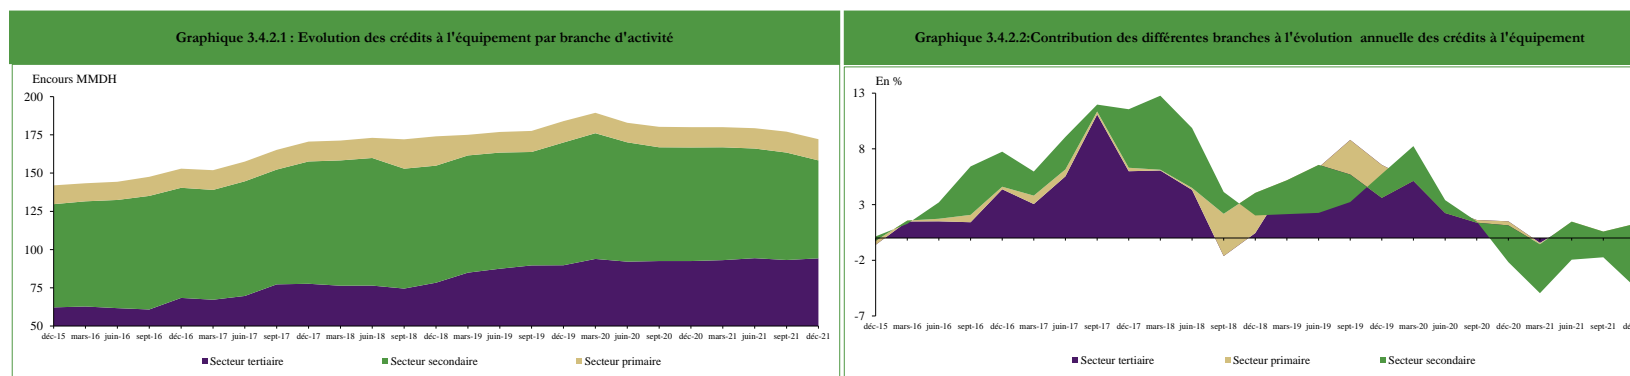 Graphique 3.4.2.1 : Evolution des crédits à l'équipement par branche d'activité
Encours MMDH
200
175
150
125
100
75
50
déc-15 mars-16 juin-16 sept-16 déc-16 mars-17 juin-17 sept-17 déc-17 mars-18 juin-18 sept-18 déc-18 mars-19 juin-19 sept-19 déc-19 mars-20 juin-20 sept-20 déc-20 mars-21 juin-21 sept-21 déc-21
Secteur tertiaire Secteur secondaire Secteur primaire
Graphique 3.4.2.2:Contribution des différentes branches à l'évolution annuelle des crédits à l'équipement
En %
13
8
3
-2
-7
déc-15 mars-16 juin-16 sept-16 déc-16 mars-17 juin-17 sept-17 déc-17 mars-18 juin-18 sept-18 déc-18 mars-19 juin-19 sept-19 déc-19 mars-20 juin-20 sept-20 déc-20 mars-21 juin-21 sept-21
Secteur tertiaire Secteur primaire Secteur secondaire